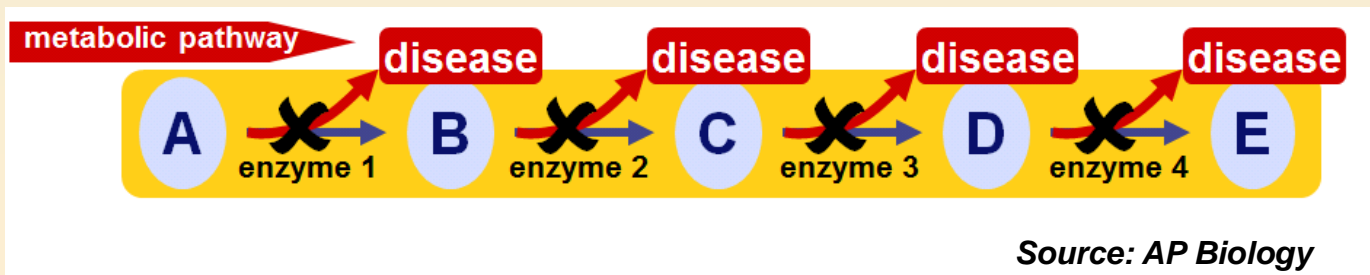 metabolic pathway
disease disease disease disease
A B C D E
enzyme 1 enzyme 2 enzyme 3 enzyme 4
Source: AP Biology